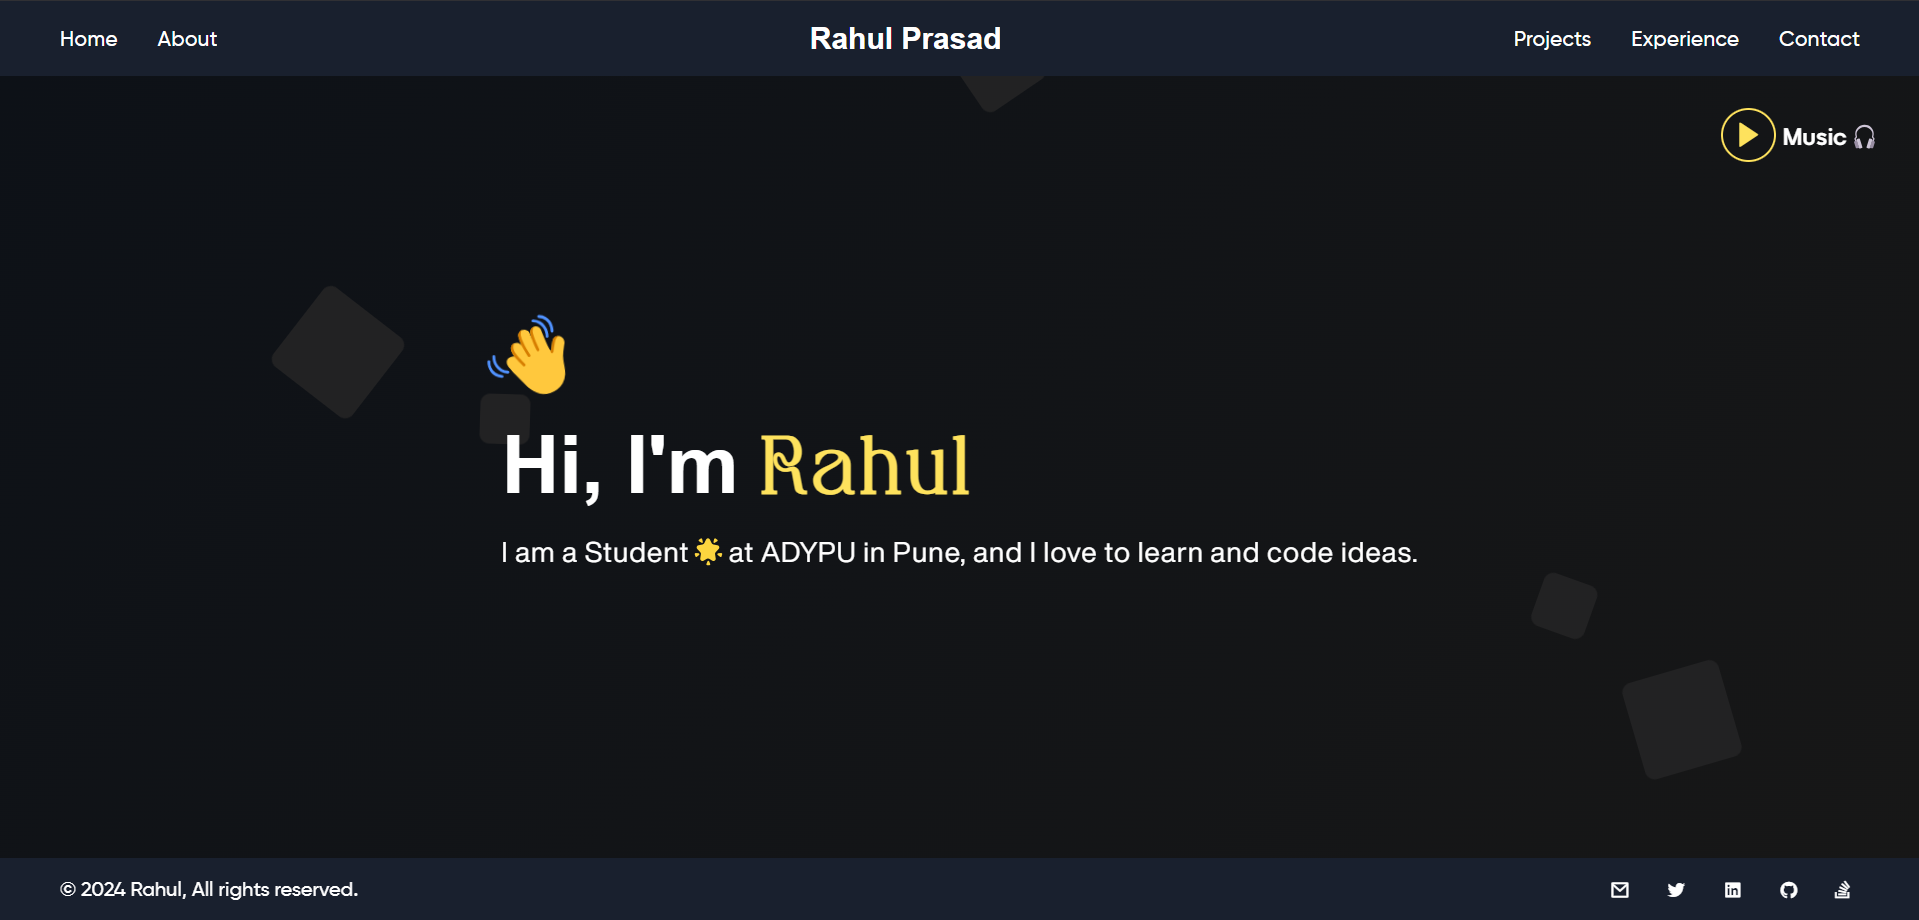 Home About Rahul Prasad Projects Experience Contact
Music 🎧
Hi, I'm Rahul
I am a Student 🌟 at ADYPU in Pune, and I love to learn and code ideas.
© 2024 Rahul, All rights reserved.